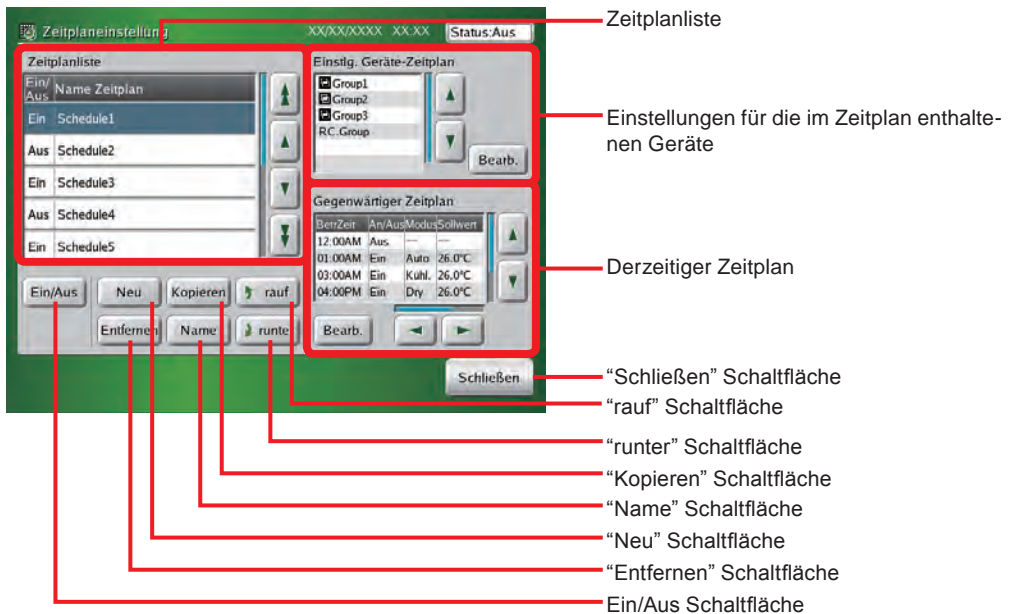 Zeitplaneinstellung XX/XX/XXXX XX:XX Status:Aus
Zeitplanliste
Ein/Aus Name Zeitplan
Ein Schedule1
Aus Schedule2
Ein Schedule3
Aus Schedule4
Ein Schedule5
Einstlg. Geräte-Zeitplan
Group1
Group2
Group3
RC.Group
Bearb.
Gegenwärtiger Zeitplan
BetrZeit An/Aus Modus Sollwert
12:00AM Aus --- ---
01:00AM Ein Auto 26.0°C
03:00AM Ein Kuhl. 26.0°C
04:00PM Ein Dry 26.0°C
Bearb.
Ein/Aus Neu Kopieren rauf
Entfernen Name runter
Schließen
Zeitplanliste
Einstellungen für die im Zeitplan enthalte-
nen Geräte
Derzeitiger Zeitplan
“Schließen” Schaltfläche
“rauf” Schaltfläche
“runter” Schaltfläche
“Kopieren” Schaltfläche
“Name” Schaltfläche
“Neu” Schaltfläche
“Entfernen” Schaltfläche
Ein/Aus Schaltfläche